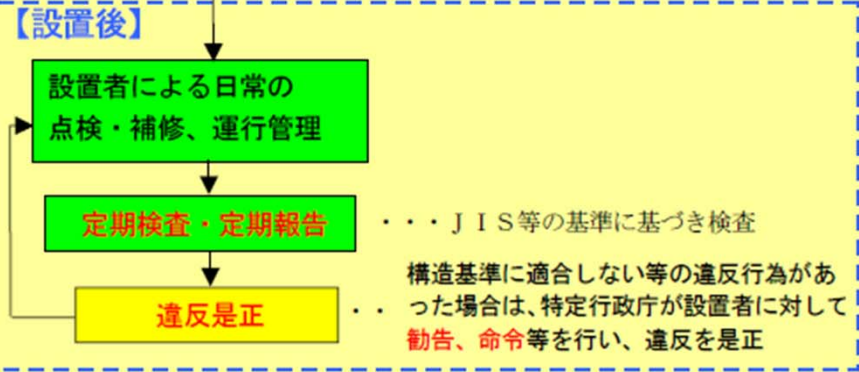 【設置後】
設置者による日常の
点検・補修、運行管理
定期検査・定期報告
・・・ＪＩＳ等の基準に基づき検査
違反是正
・・
構造基準に適合しない等の違反行為があ
った場合は、特定行政庁が設置者に対して
勧告、命令等を行い、違反を是正